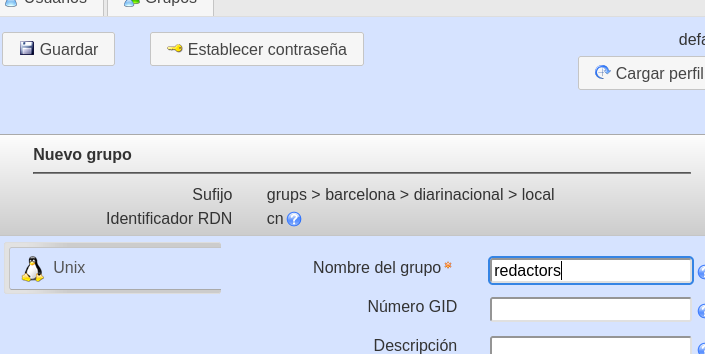 Usuarios Grupos
Guardar Establecer contraseña
Cargar perfil
Nuevo grupo
Sufijo grups > barcelona > diarinacional > local
Identificador RDN cn
Unix
Nombre del grupo * redactors
Número GID
Descripción